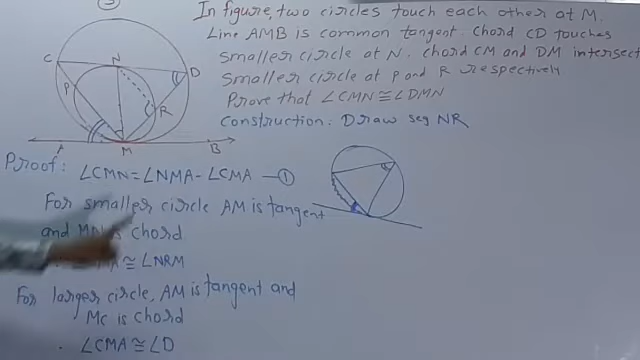 In figure, two circles touch each other at M.
Line AMB is common tangent. Chord CD touches
smaller circle at N. Chord CM and DM intersect
smaller circle at P and R respectively
Prove that ∠CMN ≅ ∠DMN
Construction: Draw seg NR
C
N
D
P
R
A
M
B
Proof: ∠CMN = ∠NMA - ∠CMA —①
For smaller circle AM is tangent
and MN is chord
≅ ∠NRM
For larger circle, AM is tangent and
MC is chord
∠CMA ≅ ∠D